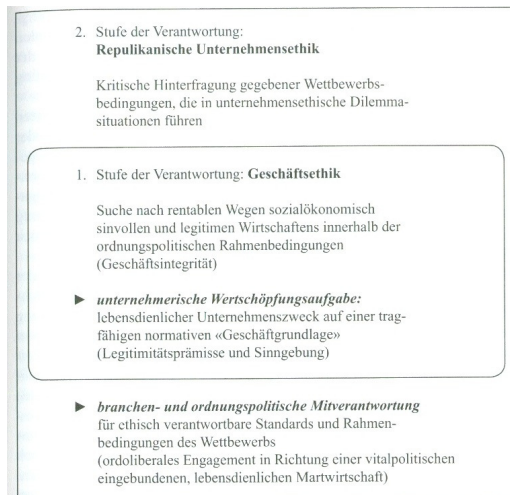 2. Stufe der Verantwortung:
Repulikanische Unternehmensethik
Kritische Hinterfragung gegebener Wettbewerbs-
bedingungen, die in unternehmensethische Dilemma-
situationen führen
1. Stufe der Verantwortung: Geschäftsethik
Suche nach rentablen Wegen sozialökonomisch
sinvollen und legitimen Wirtschaftens innerhalb der
ordnungspolitischen Rahmenbedingungen
(Geschäftsintegrität)
► unternehmerische Wertschöpfungsaufgabe:
lebensdienlicher Unternehmenszweck auf einer trag-
fähigen normativen «Geschäftgrundlage»
(Legitimitätsprämisse und Sinngebung)
► branchen- und ordnungspolitische Mitverantwortung
für ethisch verantwortbare Standards und Rahmen-
bedingungen des Wettbewerbs
(ordoliberales Engagement in Richtung einer vitalpolitischen
eingebundenen, lebensdienlichen Martwirtschaft)